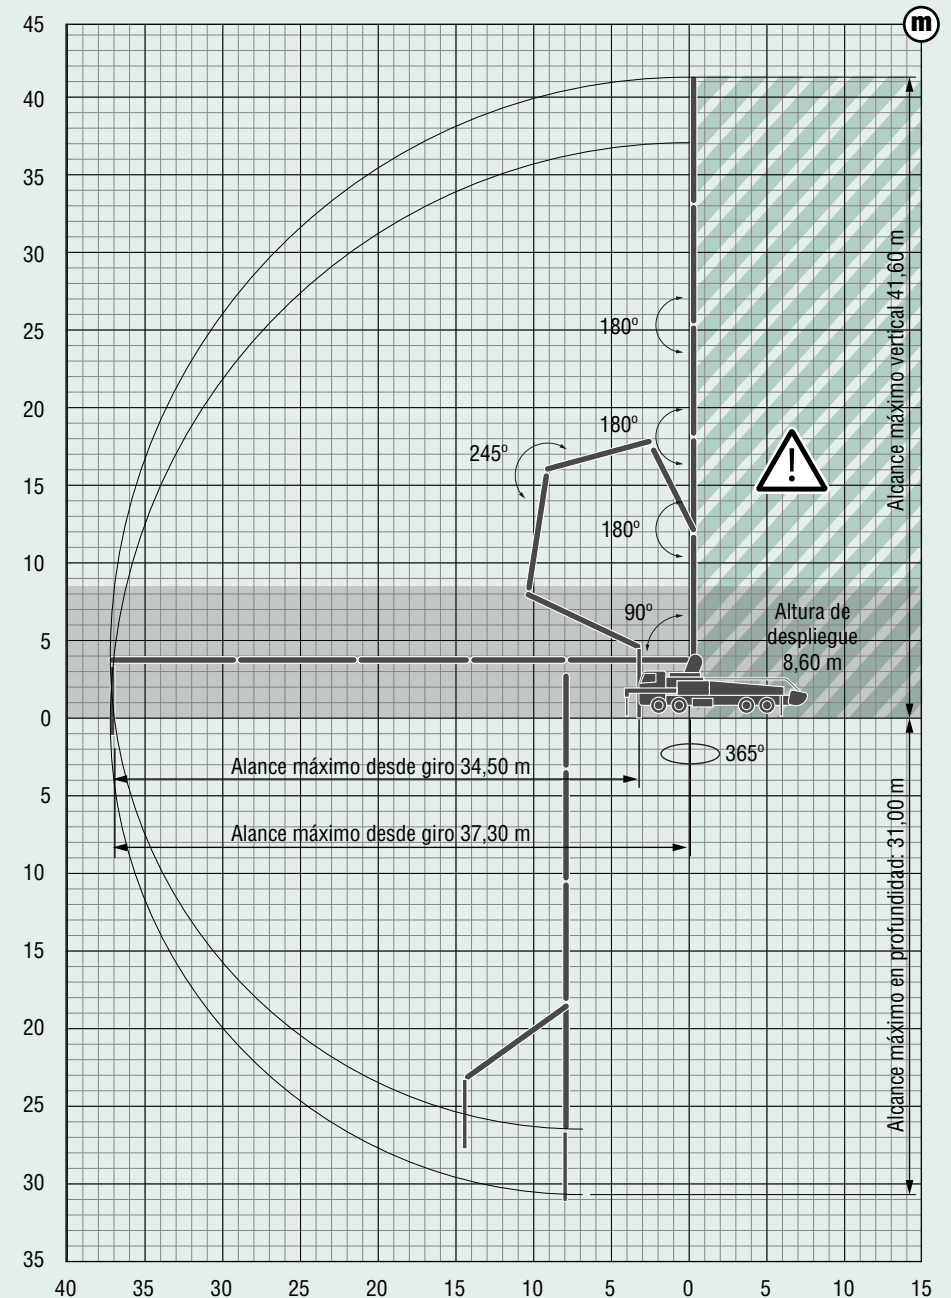 m
45
40
35
30
25
20
15
10
5
0
5
10
15
20
25
30
35
40 35 30 25 20 15 10 5 0 5 10 15
180º
180º
245º
180º
90º
Alcance máximo vertical 41,60 m
Altura de
despliegue
8,60 m
365º
Alance máximo desde giro 34,50 m
Alance máximo desde giro 37,30 m
Alcance máximo en profundidad: 31,00 m